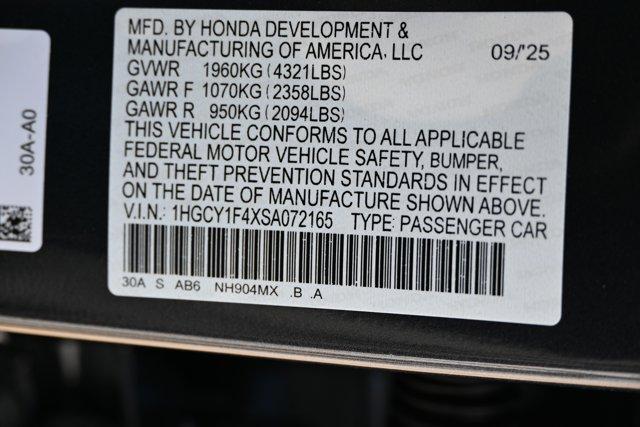 MFD. BY HONDA DEVELOPMENT &
MANUFACTURING OF AMERICA, LLC 09/'25
GVWR 1960KG (4321LBS)
GAWR F 1070KG (2358LBS)
GAWR R 950KG (2094LBS)
THIS VEHICLE CONFORMS TO ALL APPLICABLE
FEDERAL MOTOR VEHICLE SAFETY, BUMPER,
AND THEFT PREVENTION STANDARDS IN EFFECT
ON THE DATE OF MANUFACTURE SHOWN ABOVE.
V.I.N.: 1HGCY1F4XSA072165 TYPE: PASSENGER CAR
30A S AB6 NH904MX .B .A
30A-A0